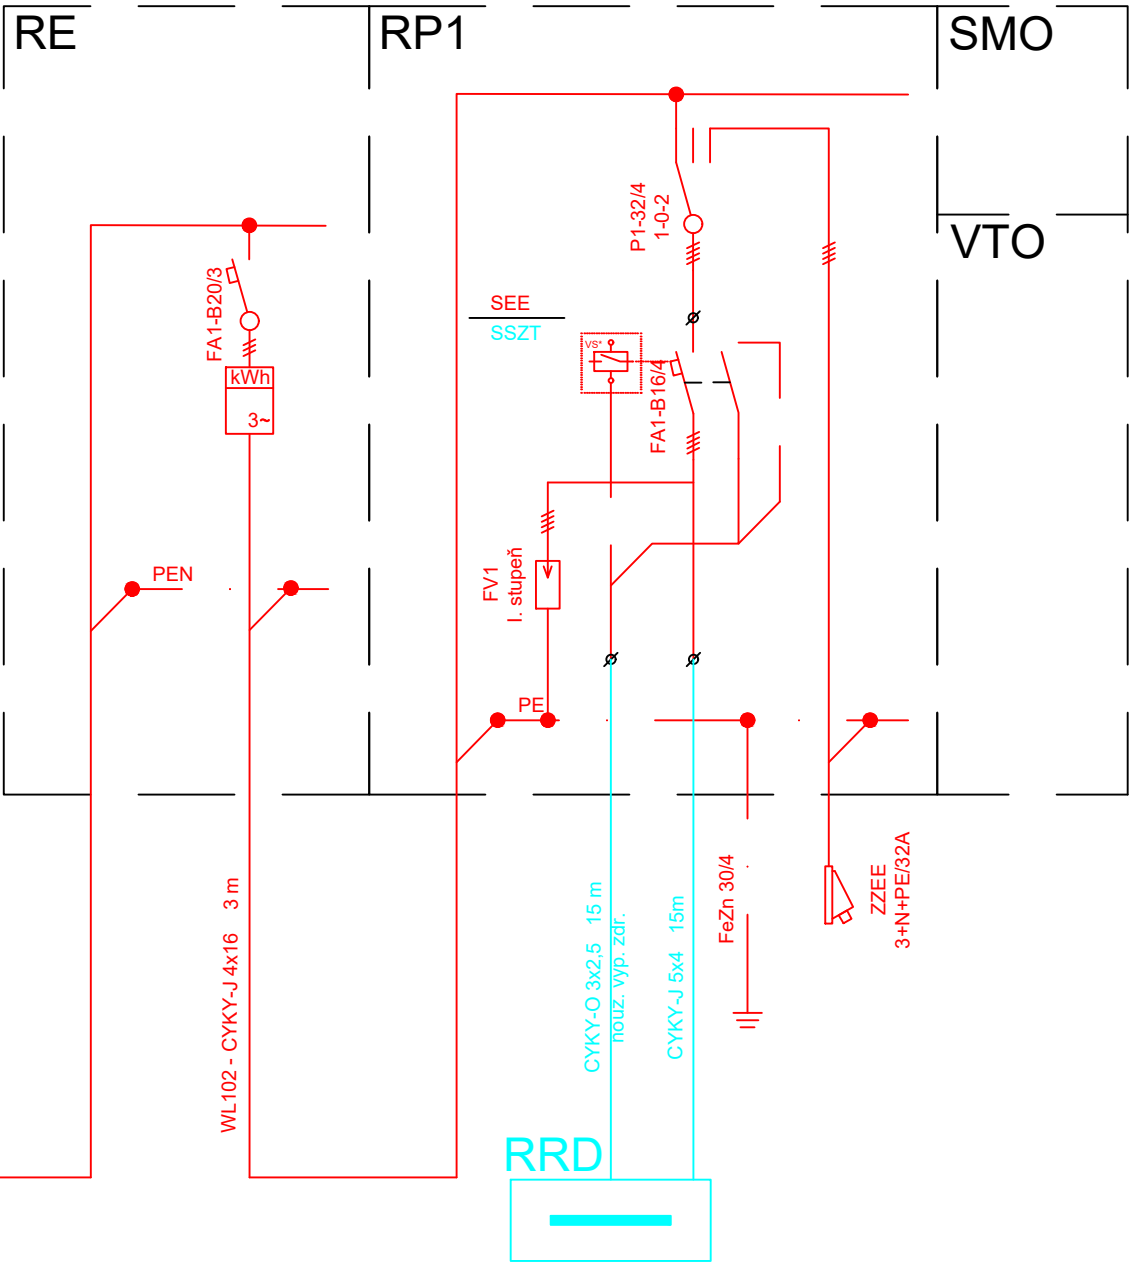 RE
RP1
SMO
VTO
P1-32/4
1-0-2
FA1-B20/3
SEE
SSZT
VS*
FA1-B16/4
kWh
3~
FV1
I. stupeň
PEN
PE
WL102 - CYKY-J 4x16 3 m
CYKY-O 3x2,5 15 m
nouz. vyp. zdr.
CYKY-J 5x4 15m
FeZn 30/4
ZZEE
3+N+PE/32A
RRD